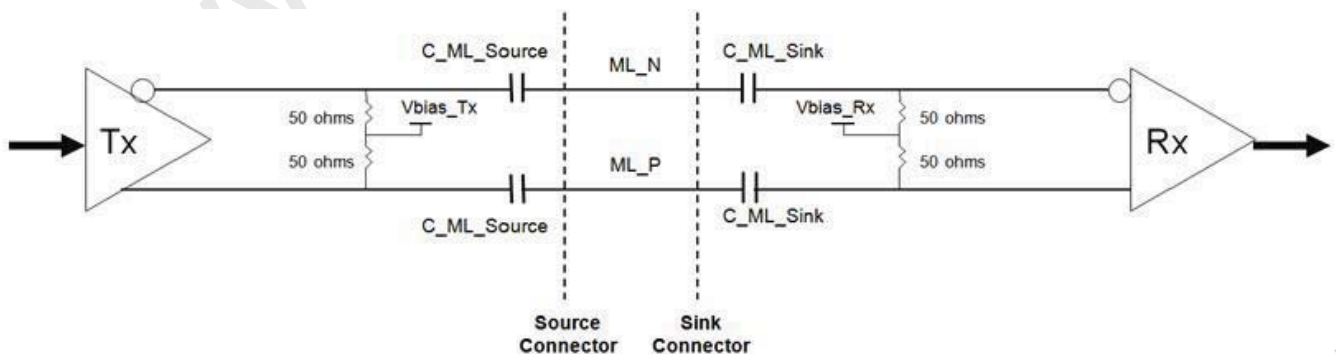 C_ML_Source
ML_N
C_ML_Sink
Tx
50 ohms
Vbias_Tx
50 ohms
Vbias_Rx
50 ohms
50 ohms
Rx
ML_P
C_ML_Source
C_ML_Sink
Source
Connector
Sink
Connector